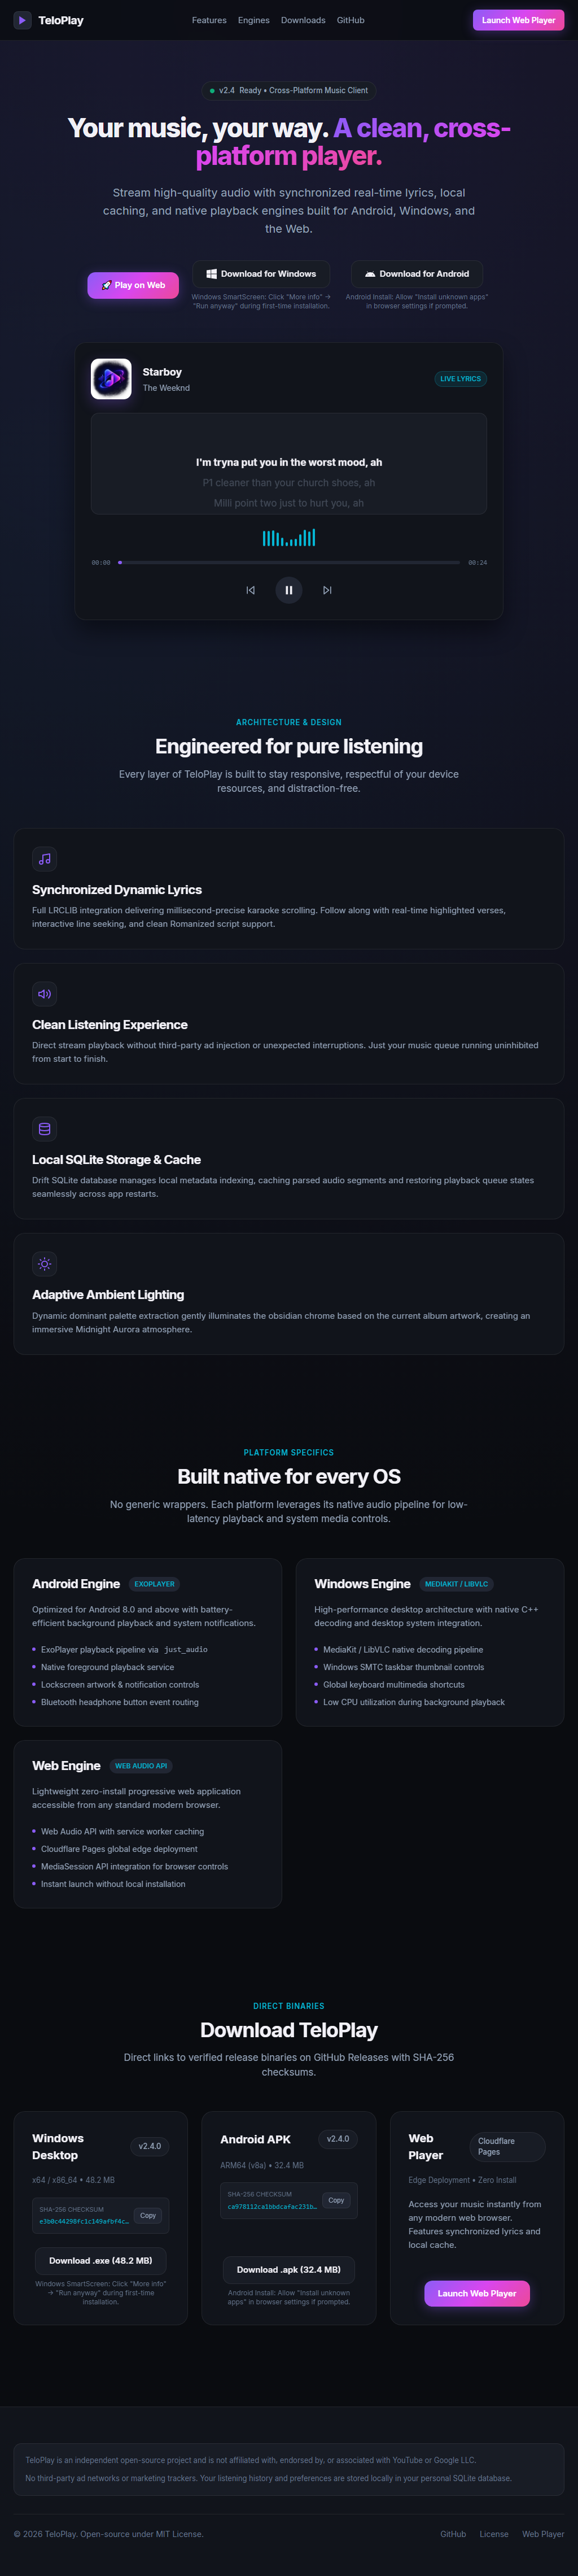 TeloPlay
Features Engines Downloads GitHub
Launch Web Player
v2.4 Ready • Cross-Platform Music Client
Your music, your way. A clean, cross-
platform player.
Stream high-quality audio with synchronized real-time lyrics, local
caching, and native playback engines built for Android, Windows, and
the Web.
🚀 Play on Web
Download for Windows
Windows SmartScreen: Click "More info" →
"Run anyway" during first-time installation.
Download for Android
Android Install: Allow "Install unknown apps"
in browser settings if prompted.
Starboy
The Weeknd
LIVE LYRICS
I'm tryna put you in the worst mood, ah
P1 cleaner than your church shoes, ah
Milli point two just to hurt you, ah
00:00
00:24
ARCHITECTURE & DESIGN
Engineered for pure listening
Every layer of TeloPlay is built to stay responsive, respectful of your device
resources, and distraction-free.
Synchronized Dynamic Lyrics
Full LRCLIB integration delivering millisecond-precise karaoke scrolling. Follow along with real-time highlighted verses,
interactive line seeking, and clean Romanized script support.
Clean Listening Experience
Direct stream playback without third-party ad injection or unexpected interruptions. Just your music queue running uninhibited
from start to finish.
Local SQLite Storage & Cache
Drift SQLite database manages local metadata indexing, caching parsed audio segments and restoring playback queue states
seamlessly across app restarts.
Adaptive Ambient Lighting
Dynamic dominant palette extraction gently illuminates the obsidian chrome based on the current album artwork, creating an
immersive Midnight Aurora atmosphere.
PLATFORM SPECIFICS
Built native for every OS
No generic wrappers. Each platform leverages its native audio pipeline for low-
latency playback and system media controls.
Android Engine
EXOPLAYER
Optimized for Android 8.0 and above with battery-
efficient background playback and system notifications.
ExoPlayer playback pipeline via just_audio
Native foreground playback service
Lockscreen artwork & notification controls
Bluetooth headphone button event routing
Windows Engine
MEDIAKIT / LIBVLC
High-performance desktop architecture with native C++
decoding and desktop system integration.
MediaKit / LibVLC native decoding pipeline
Windows SMTC taskbar thumbnail controls
Global keyboard multimedia shortcuts
Low CPU utilization during background playback
Web Engine
WEB AUDIO API
Lightweight zero-install progressive web application
accessible from any standard modern browser.
Web Audio API with service worker caching
Cloudflare Pages global edge deployment
MediaSession API integration for browser controls
Instant launch without local installation
DIRECT BINARIES
Download TeloPlay
Direct links to verified release binaries on GitHub Releases with SHA-256
checksums.
Windows
Desktop
v2.4.0
x64 / x86_64 • 48.2 MB
SHA-256 CHECKSUM
e3b0c44298fc1c149afbf4c…
Copy
Download .exe (48.2 MB)
Windows SmartScreen: Click "More info"
→ "Run anyway" during first-time
installation.
Android APK
v2.4.0
ARM64 (v8a) • 32.4 MB
SHA-256 CHECKSUM
ca978112ca1bbdcafac231b…
Copy
Download .apk (32.4 MB)
Android Install: Allow "Install unknown
apps" in browser settings if prompted.
Web
Player
Cloudflare
Pages
Edge Deployment • Zero Install
Access your music instantly from
any modern web browser.
Features synchronized lyrics and
local cache.
Launch Web Player
TeloPlay is an independent open-source project and is not affiliated with, endorsed by, or associated with YouTube or Google LLC.
No third-party ad networks or marketing trackers. Your listening history and preferences are stored locally in your personal SQLite database.
© 2026 TeloPlay. Open-source under MIT License.
GitHub License Web Player